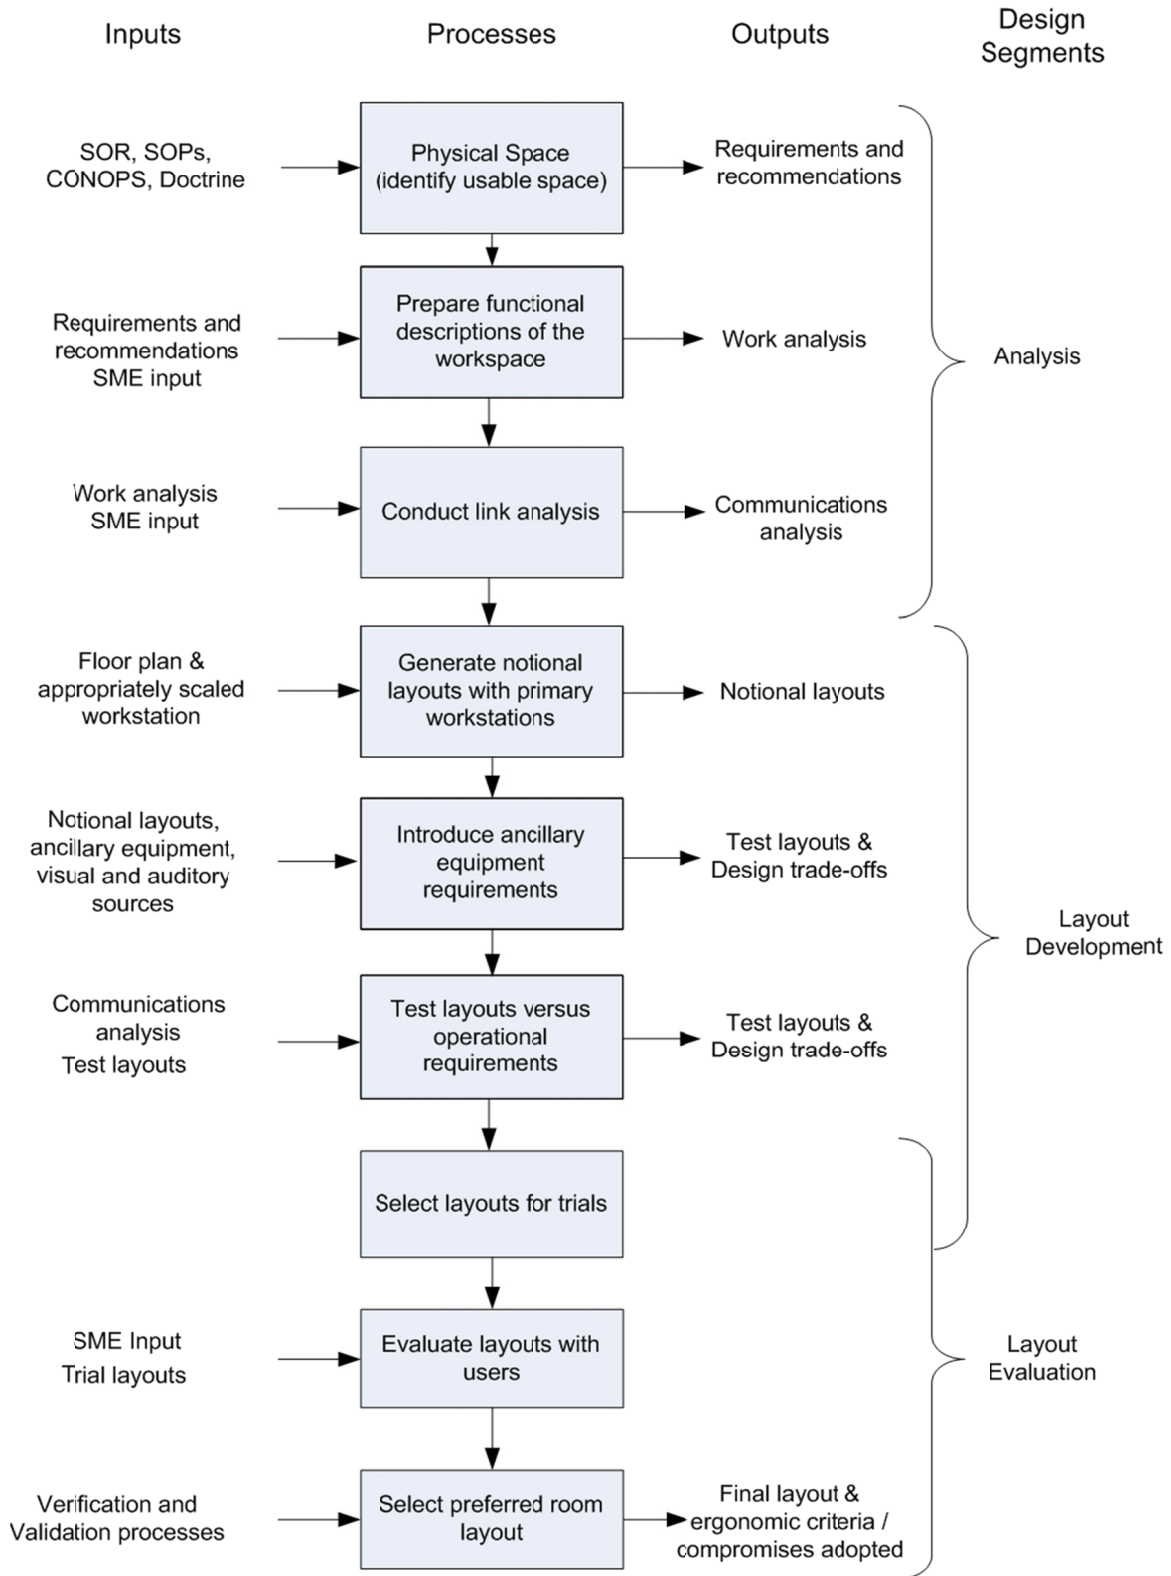 Inputs
Processes
Outputs
Design
Segments
SOR, SOPs,
CONOPS, Doctrine
Physical Space
(identify usable space)
Requirements and
recommendations
Requirements and
recommendations
SME input
Prepare functional
descriptions of the
workspace
Work analysis
Analysis
Work analysis
SME input
Conduct link analysis
Communications
analysis
Floor plan &
appropriately scaled
workstation
Generate notional
layouts with primary
workstations
Notional layouts
Notional layouts,
ancillary equipment,
visual and auditory
sources
Introduce ancillary
equipment
requirements
Test layouts &
Design trade-offs
Layout
Development
Communications
analysis
Test layouts
Test layouts versus
operational
requirements
Test layouts &
Design trade-offs
Select layouts for trials
SME Input
Trial layouts
Evaluate layouts with
users
Layout
Evaluation
Verification and
Validation processes
Select preferred room
layout
Final layout &
ergonomic criteria /
compromises adopted